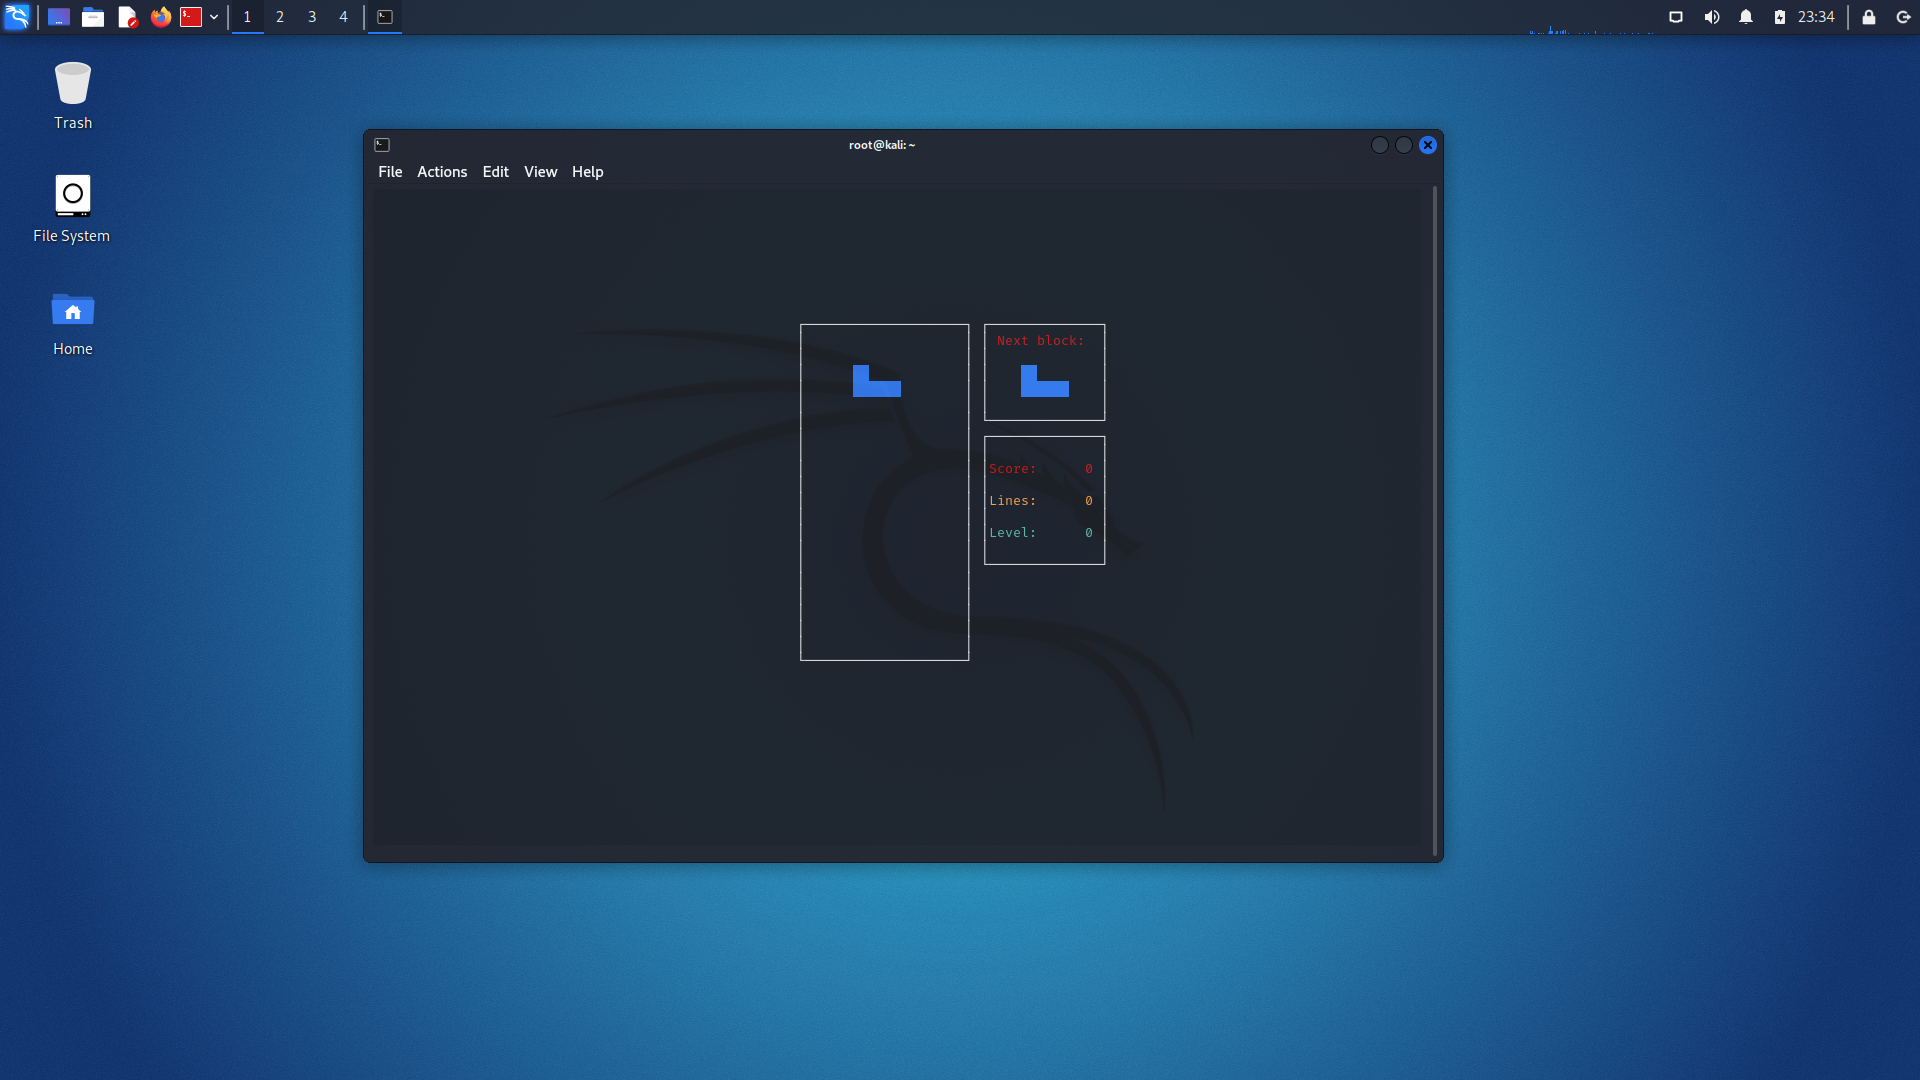 1 2 3 4
23:34
Trash
File System
Home
root@kali: ~
File Actions Edit View Help
Next block:
Score: 0
Lines: 0
Level: 0